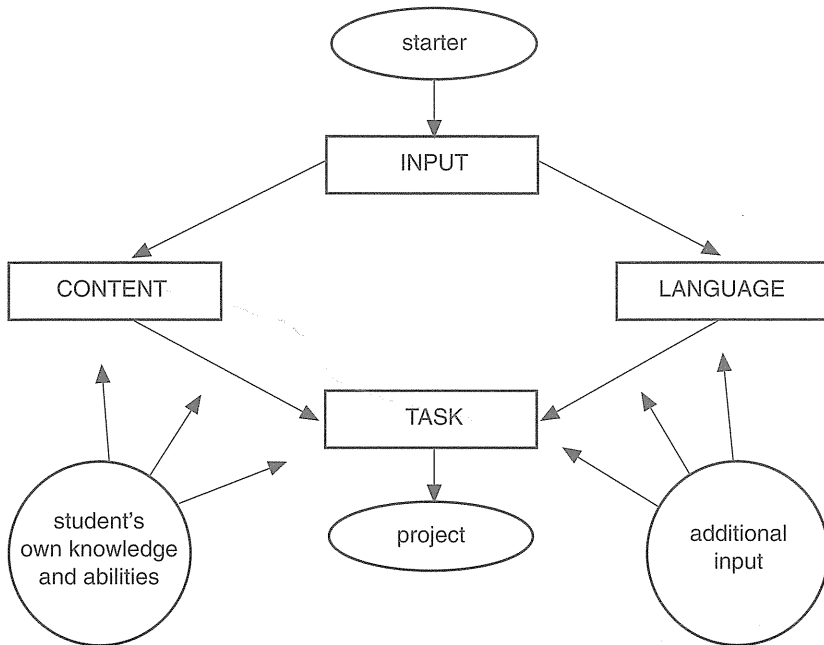 starter
INPUT
CONTENT
LANGUAGE
TASK
student's
own knowledge
and abilities
project
additional
input